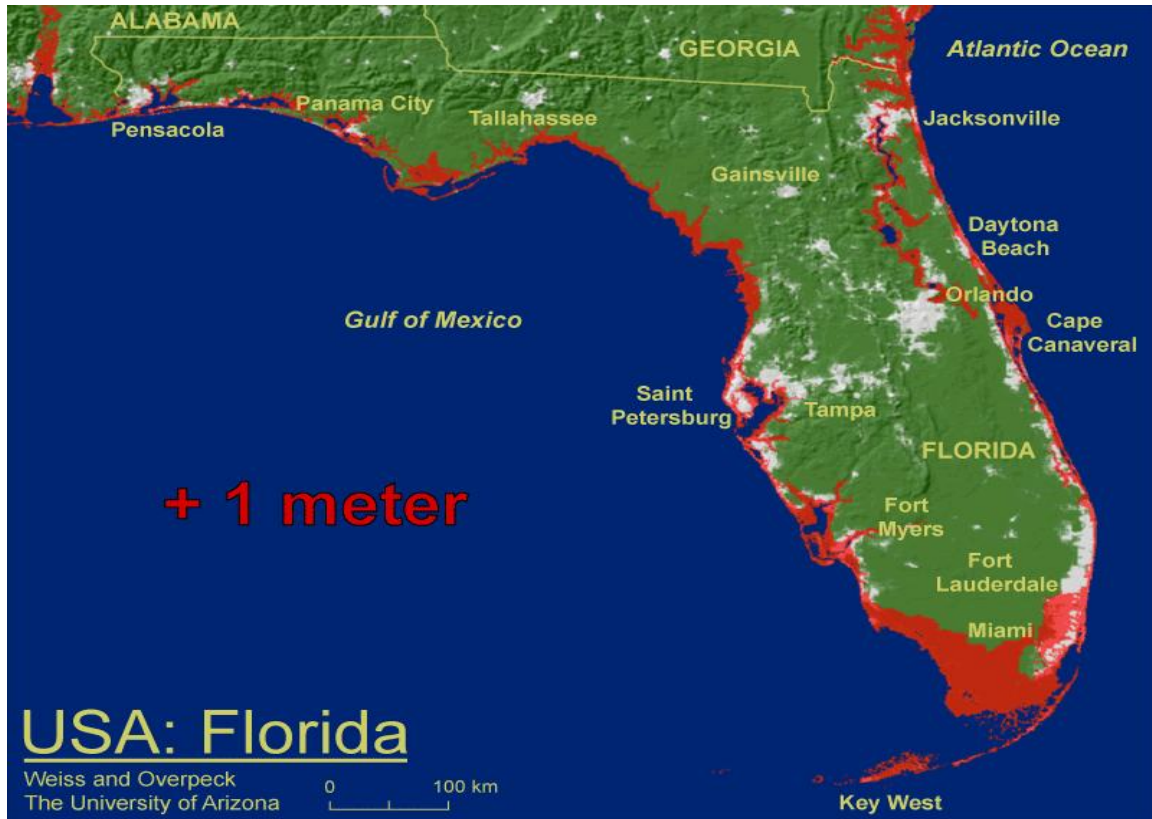 ALABAMA
GEORGIA
Atlantic Ocean
Panama City
Pensacola
Tallahassee
Jacksonville
Gainsville
Daytona
Beach
Gulf of Mexico
Orlando
Cape
Canaveral
Saint
Petersburg
Tampa
FLORIDA
+ 1 meter
Fort
Myers
Fort
Lauderdale
Miami
USA: Florida
Weiss and Overpeck
The University of Arizona
0 100 km
Key West